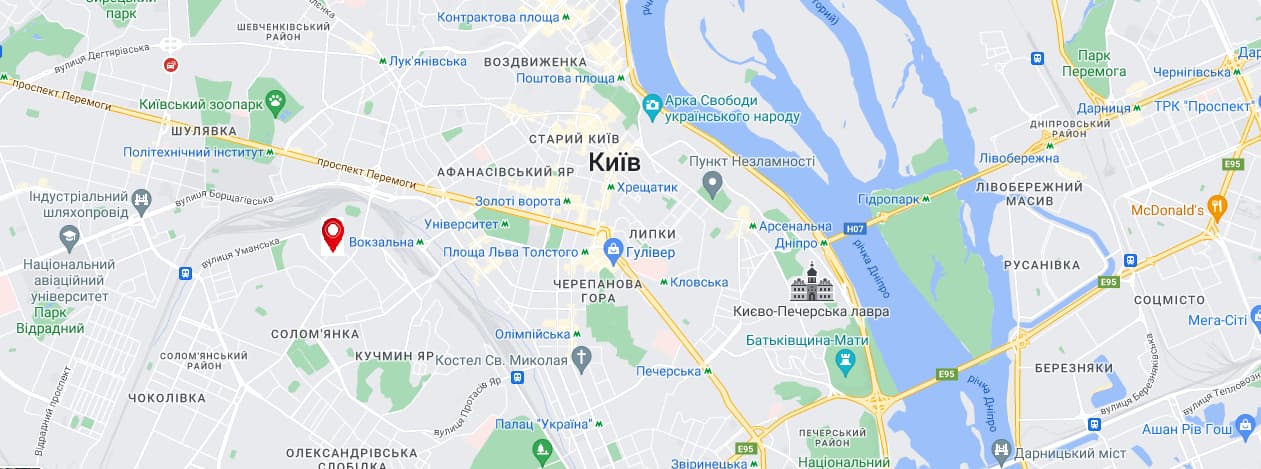 Сирецький
парк
ШЕВЧЕНКІВСЬКИЙ
РАЙОН
Контрактова площа
вулиця Дегтярівська
Лук'янівська
ВОЗДВИЖЕНКА
Поштова площа
проспект Перемоги
Київський зоопарк
ШУЛЯВКА
Політехнічний інститут
СТАРИЙ КИЇВ
Київ
Арка Свободи
українського народу
Пункт Незламності
Парк
Перемога
Чернігівська
Дарниця
ТРК "Проспект"
ДНІПРОВСЬКИЙ
РАЙОН
Лівобережна
ЛІВОБЕРЕЖНИЙ
МАСИВ
McDonald's
Гідропарк
проспект Перемоги
АФАНАСІВСЬКИЙ ЯР
Хрещатик
Золоті ворота
Університет
Індустріальний
шляхопровід
вулиця Борщагівська
Вокзальна
вулиця Уманська
Площа Льва Толстого
Гулівер
ЛИПКИ
Арсенальна
Дніпро
H07
річка Дніпро
Національний
авіаційний
університет
Парк
Відрадний
ЧЕРЕПАНОВА
ГОРА
Кловська
Києво-Печерська лавра
РУСАНІВКА
E95
СОЦМІСТО
Мега-Сіті
СОЛОМ'ЯНКА
СОЛОМ'ЯНСЬКИЙ
РАЙОН
КУЧМИН ЯР
Олімпійська
Костел Св. Миколая
Батьківщина-Мати
Печерська
E95
річка Дніпро
БЕРЕЗНЯКИ
ЧОКОЛІВКА
Відрадний проспект
вулиця Протасів Яр
Палац "Україна"
ОЛЕКСАНДРІВСЬКА
СЛОБІДКА
E95
ПЕЧЕРСЬКИЙ
РАЙОН
Звіринецька
Національний
Дарницький міст
Ашан Рів Гош